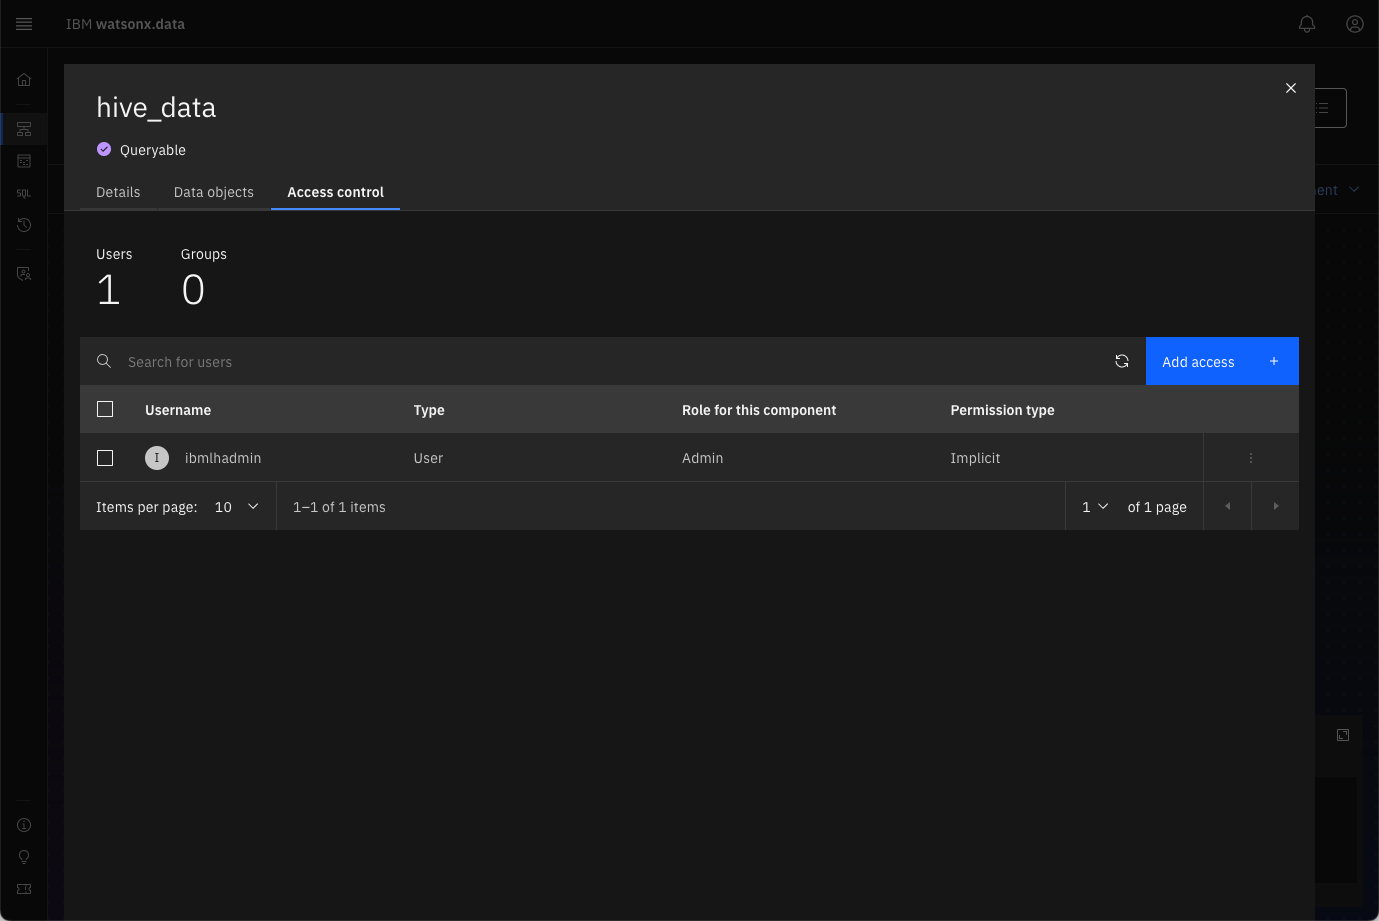 IBM watsonx.data
hive_data
Queryable
Details Data objects Access control
ent
SQL
Users Groups
1 0
Search for users Add access +
Username Type Role for this component Permission type
I ibmlhadmin User Admin Implicit
Items per page: 10 1–1 of 1 items 1 of 1 page